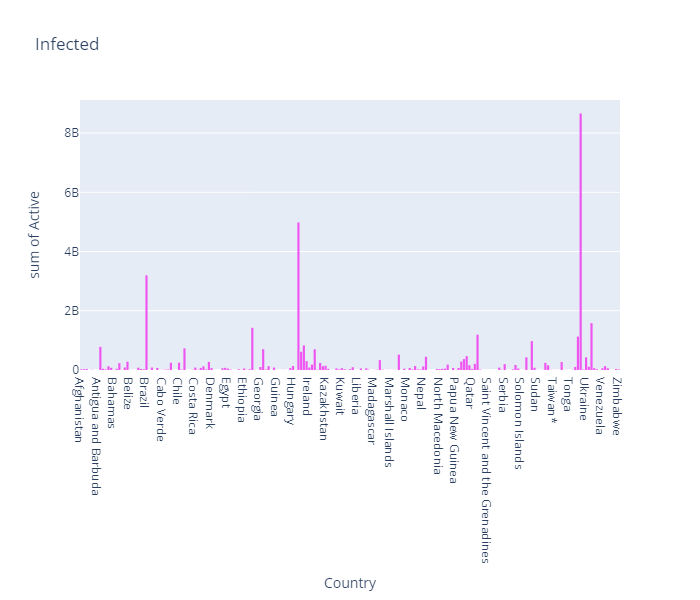 Infected
sum of Active
8B
6B
4B
2B
0
Afghanistan
Antigua and Barbuda
Bahamas
Belize
Brazil
Cabo Verde
Chile
Costa Rica
Denmark
Egypt
Ethiopia
Georgia
Guinea
Hungary
Ireland
Kazakhstan
Kuwait
Liberia
Madagascar
Marshall Islands
Monaco
Nepal
North Macedonia
Papua New Guinea
Qatar
Saint Vincent and the Grenadines
Serbia
Solomon Islands
Sudan
Taiwan*
Tonga
Ukraine
Venezuela
Zimbabwe
Country